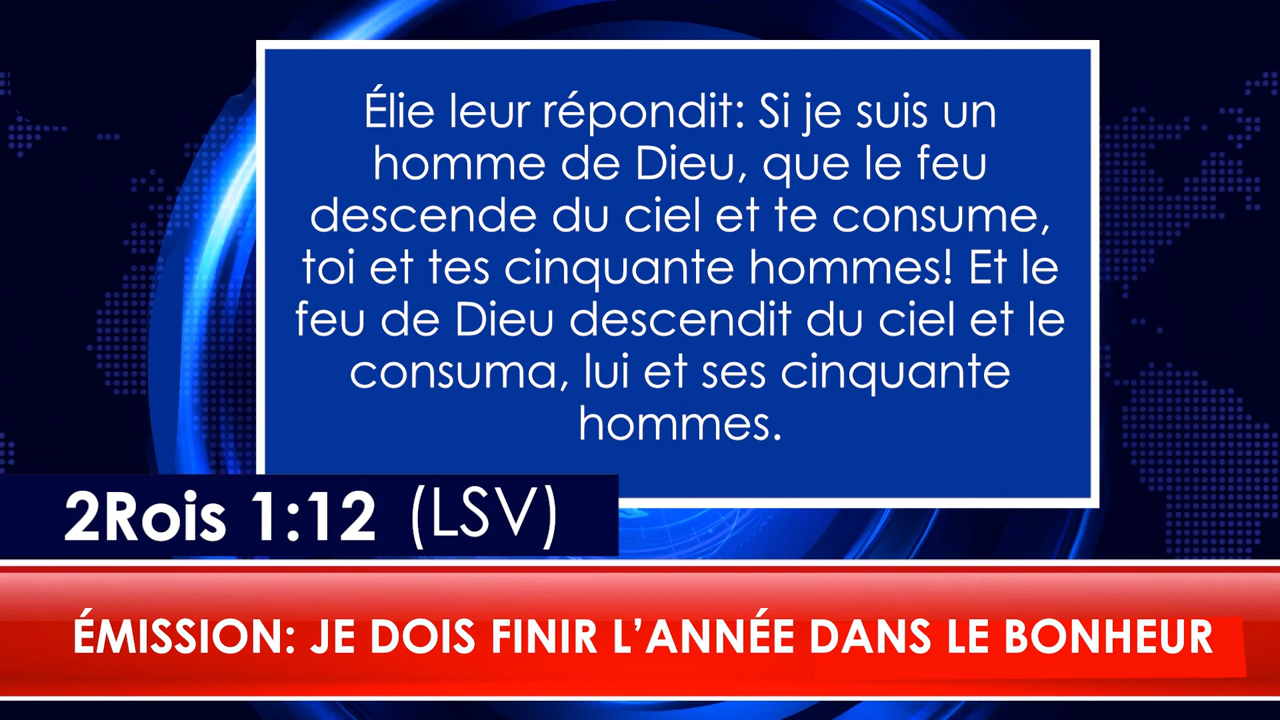 Élie leur répondit: Si je suis un
homme de Dieu, que le feu
descende du ciel et te consume,
toi et tes cinquante hommes! Et le
feu de Dieu descendit du ciel et le
consuma, lui et ses cinquante
hommes.
2Rois 1:12 (LSV)
ÉMISSION: JE DOIS FINIR L’ANNÉE DANS LE BONHEUR